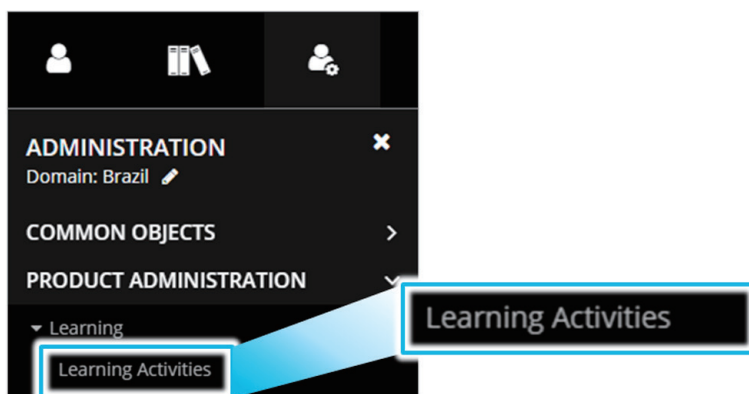 ADMINISTRATION
Domain: Brazil
COMMON OBJECTS
PRODUCT ADMINISTRATION
Learning
Learning Activities
Learning Activities